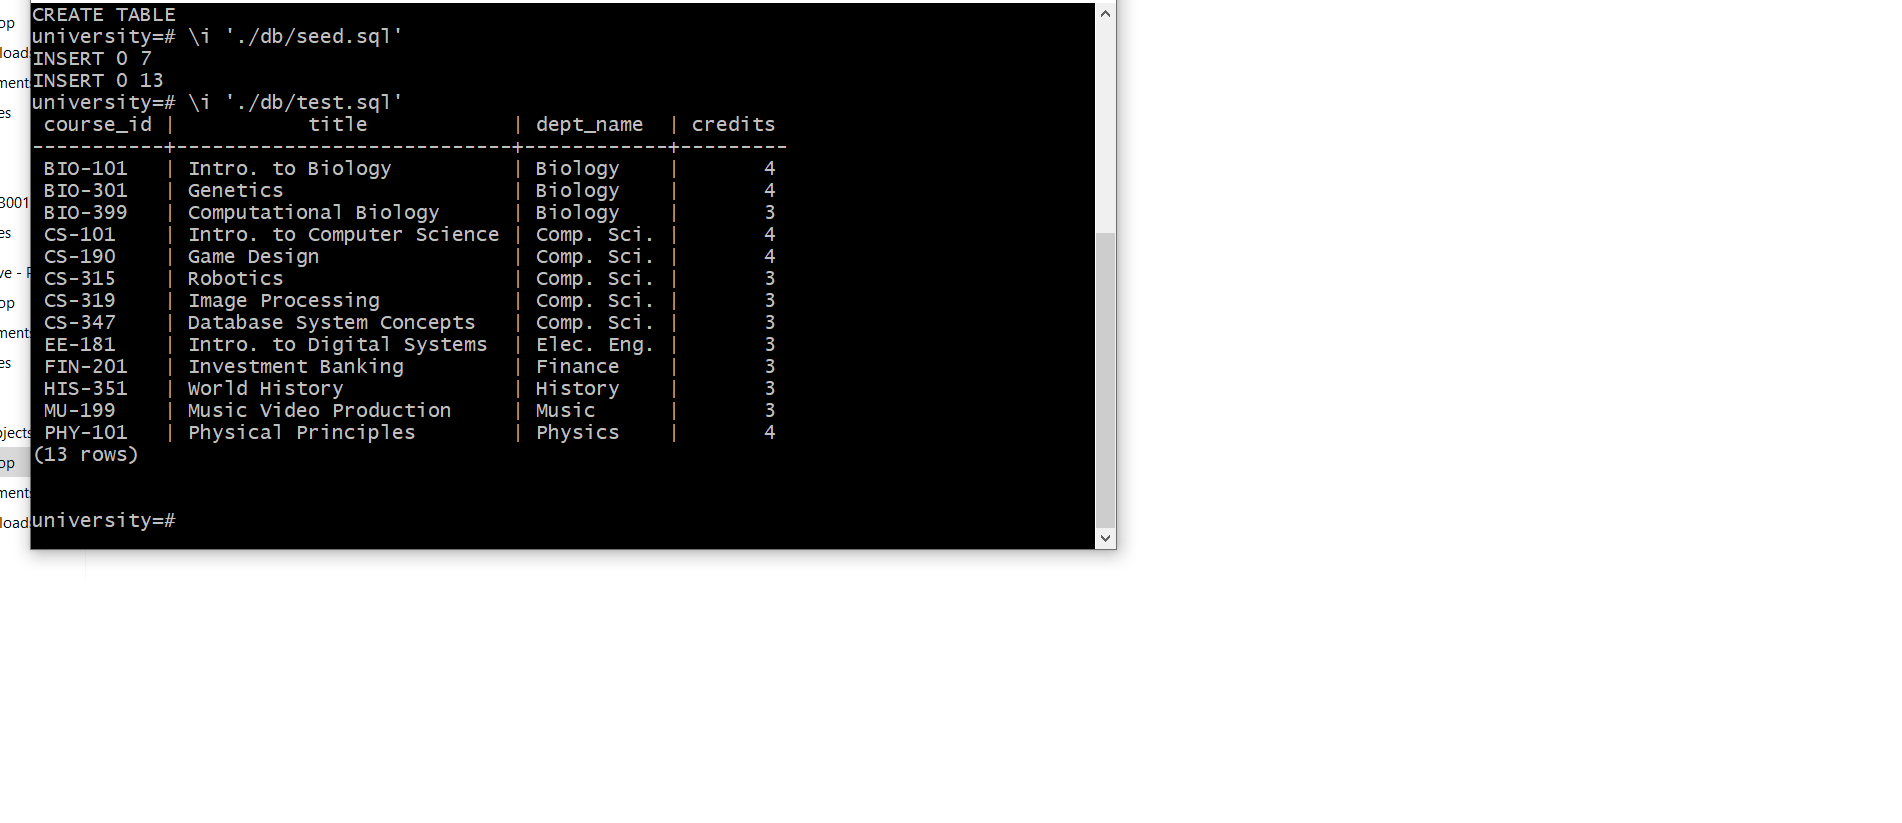 CREATE TABLE
university=# \i './db/seed.sql'
INSERT 0 7
INSERT 0 13
university=# \i './db/test.sql'
 course_id |           title            | dept_name  | credits
-----------+----------------------------+------------+---------
 BIO-101   | Intro. to Biology          | Biology    |       4
 BIO-301   | Genetics                   | Biology    |       4
 BIO-399   | Computational Biology      | Biology    |       3
 CS-101    | Intro. to Computer Science | Comp. Sci. |       4
 CS-190    | Game Design                | Comp. Sci. |       4
 CS-315    | Robotics                   | Comp. Sci. |       3
 CS-319    | Image Processing           | Comp. Sci. |       3
 CS-347    | Database System Concepts   | Comp. Sci. |       3
 EE-181    | Intro. to Digital Systems  | Elec. Eng. |       3
 FIN-201   | Investment Banking         | Finance    |       3
 HIS-351   | World History              | History    |       3
 MU-199    | Music Video Production     | Music      |       3
 PHY-101   | Physical Principles        | Physics    |       4
(13 rows)
university=#
op
load
ment
es
3001
es
ve - P
op
ment
es
jects
op
ment
load